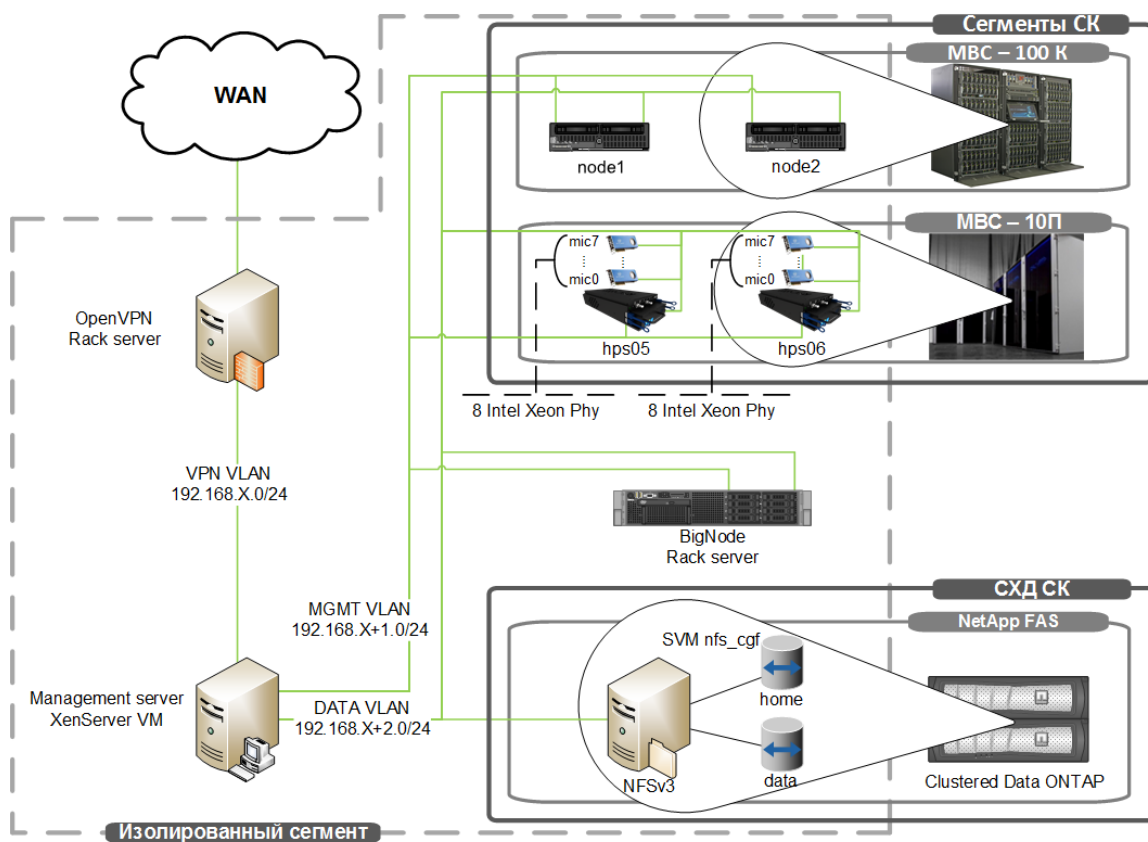 Сегменты СК
МВС – 100 К
WAN
node1
node2
МВС – 10П
mic7
mic0
mic7
mic0
hps05
hps06
OpenVPN
Rack server
8 Intel Xeon Phy
8 Intel Xeon Phy
VPN VLAN
192.168.X.0/24
BigNode
Rack server
СХД СК
MGMT VLAN
192.168.X+1.0/24
NetApp FAS
SVM nfs_cgf
home
Management server
XenServer VM
DATA VLAN
192.168.X+2.0/24
NFSv3
data
Clustered Data ONTAP
Изолированный сегмент